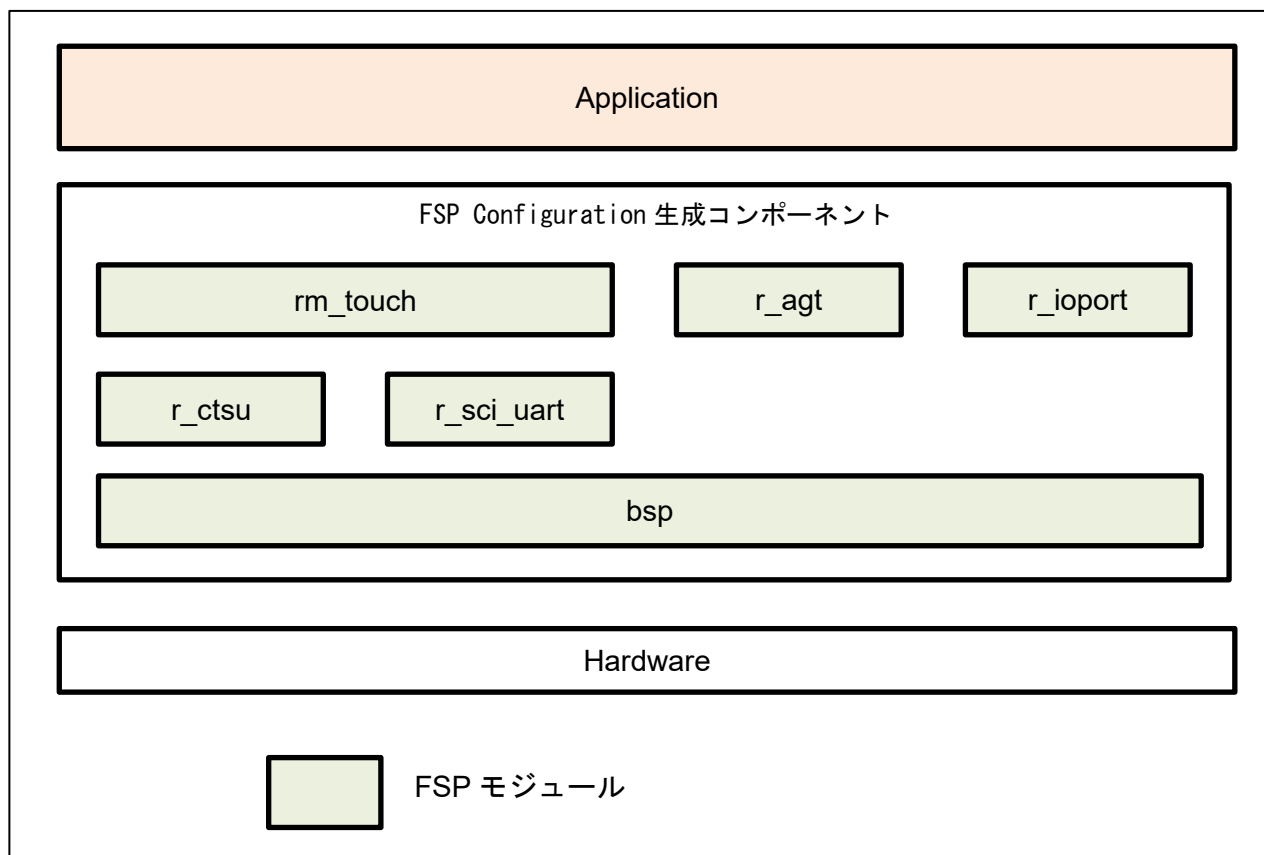 Application
FSP Configuration 生成コンポーネント
rm_touch
r_agt
r_ioport
r_ctsu
r_sci_uart
bsp
Hardware
FSP モジュール